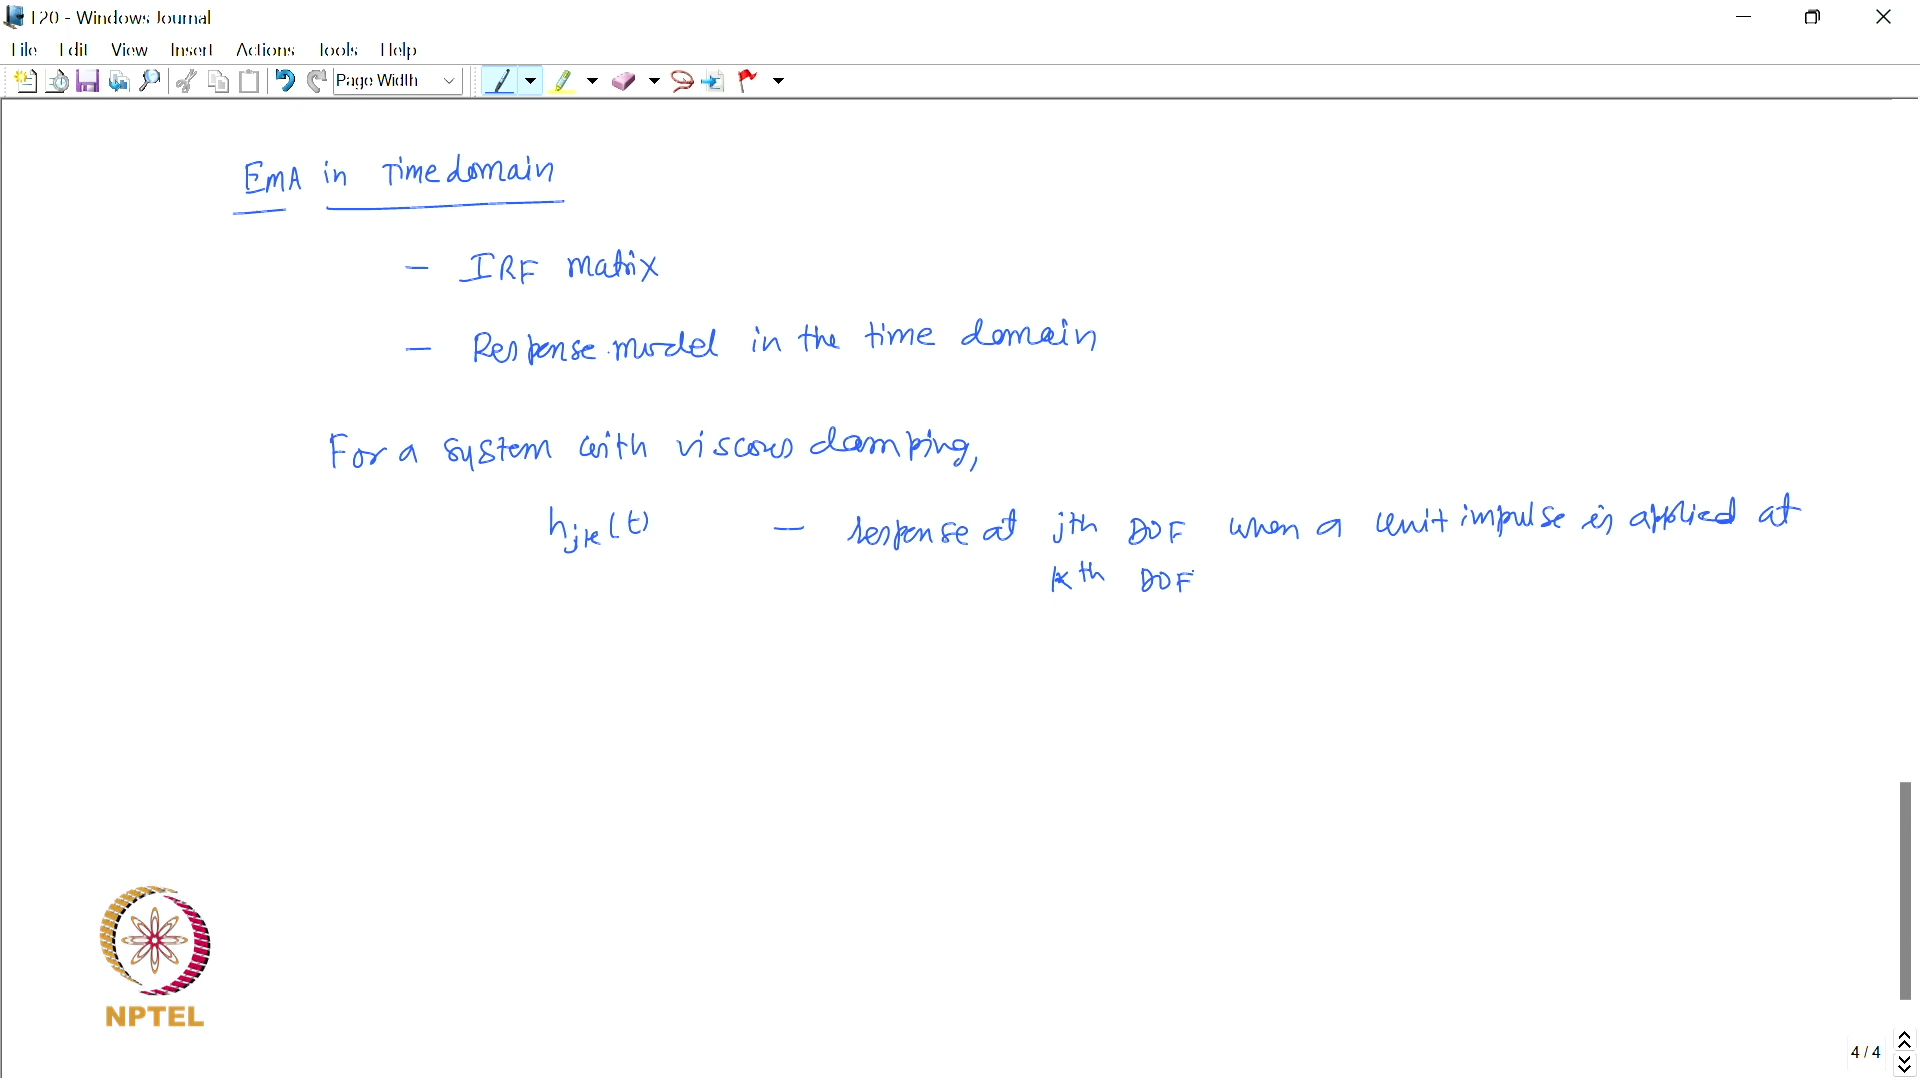 L20 - Windows Journal
File Edit View Insert Actions Tools Help
Page Width
EMA in Time domain
- IRF matrix
- Response model in the time domain
For a system with viscous damping,
hjk(t) - response at jth DOF when a unit impulse is applied at
kth DOF
NPTEL
4 / 4